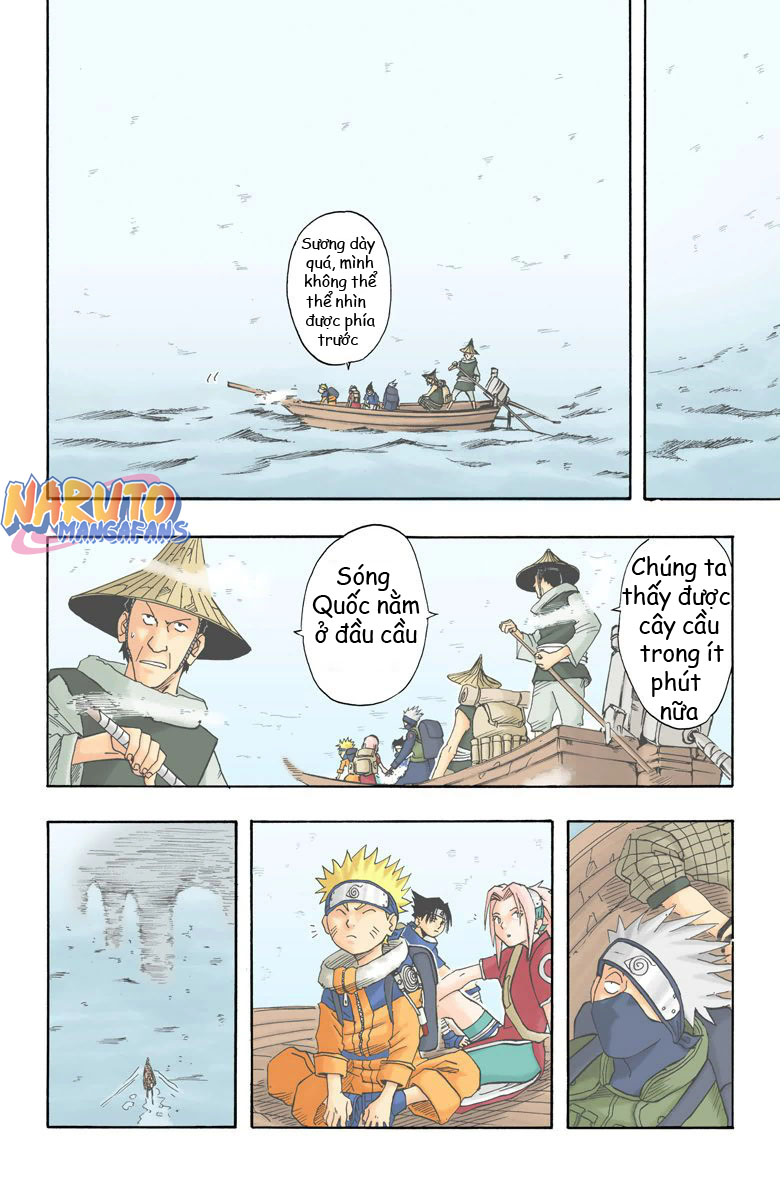 Sương dày
quá, mình
không thể
thể nhìn
được phía
trước
NARUTO
MANGAFANS
Chúng ta
thấy được
cây cầu
trong ít
phút
nữa
Sóng
Quốc nằm
ở đầu cầu